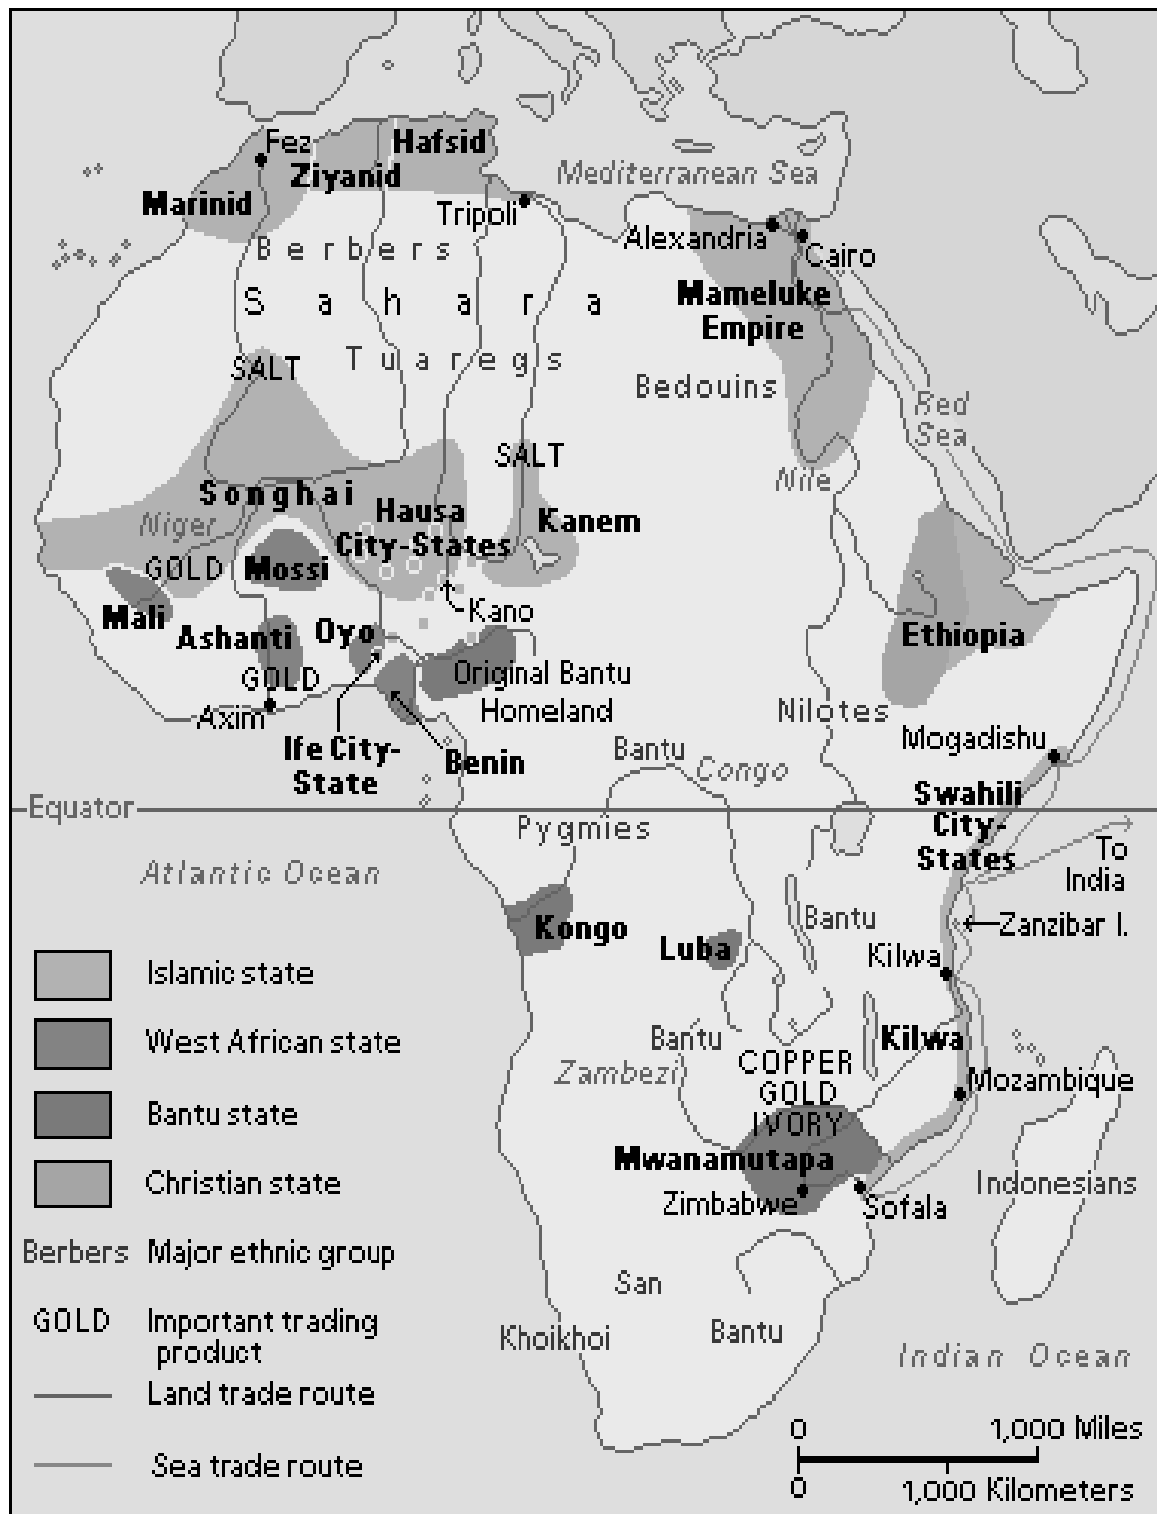 Fez
Hafsid
Ziyanid
Mediterranean Sea
Marinid
Tripoli
Alexandria
Cairo
Berbers
Mameluke
Empire
Sahara
SALT
Tuaregs
Bedouins
Red
Sea
SALT
Nile
Songhai
Hausa
City-States
Niger
Kanem
GOLD
Mossi
Mali
Kano
Ashanti
Oyo
Ethiopia
GOLD
Original Bantu
Homeland
Axim
Nilotes
Ife City-
State
Benin
Bantu
Congo
Mogadishu
Swahili
City-
States
Equator
Pygmies
To
India
Atlantic Ocean
Kongo
Luba
Bantu
Zanzibar I.
Kilwa
Bantu
Kilwa
Zambezi
COPPER
GOLD
IVORY
Mozambique
Mwanamutapa
Zimbabwe
Sofala
Indonesians
San
Khoikhoi
Bantu
Indian Ocean
Islamic state
West African state
Bantu state
Christian state
Berbers Major ethnic group
GOLD Important trading
product
Land trade route
Sea trade route
0 1,000 Miles
0 1,000 Kilometers